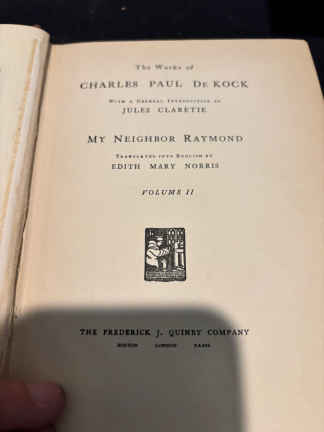 The Works of
CHARLES PAUL DE KOCK
WITH A GENERAL INTRODUCTION BY
JULES CLARETIE
MY NEIGHBOR RAYMOND
TRANSLATED INTO ENGLISH BY
EDITH MARY NORRIS
VOLUME II
THE FREDERICK J. QUINBY COMPANY
BOSTON LONDON PARIS